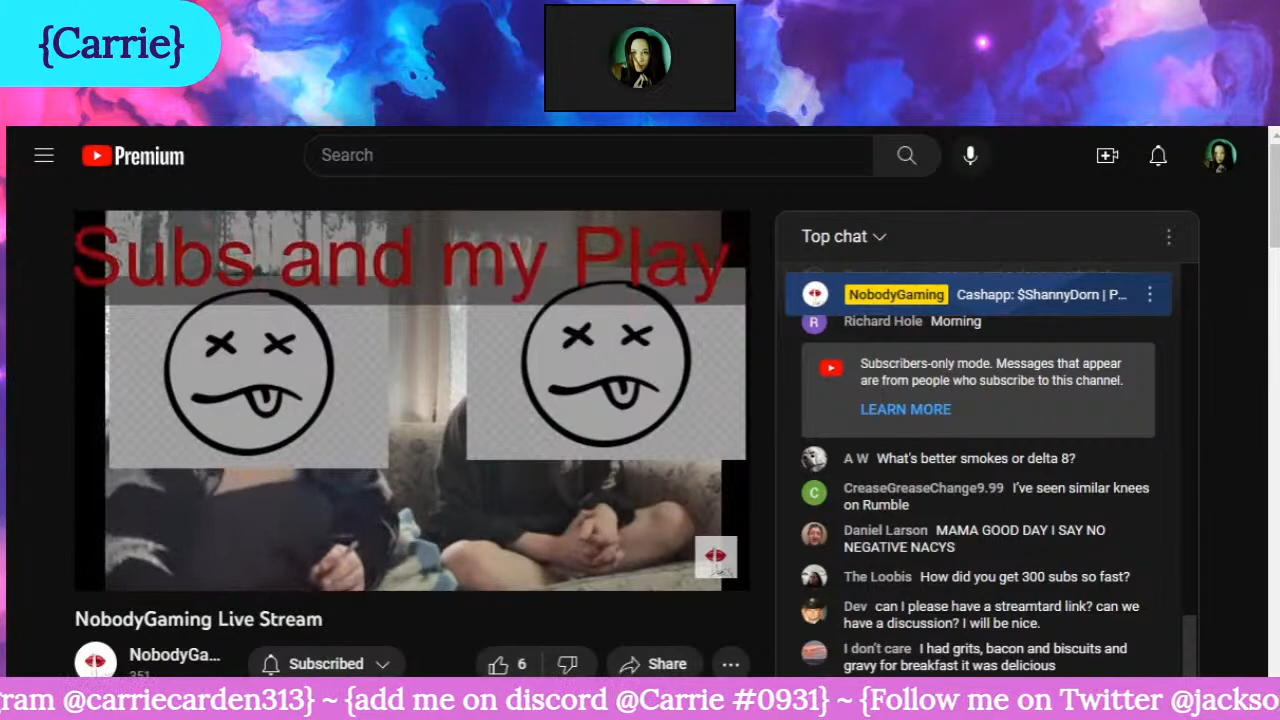 {Carrie}
Premium
Search
Subs and my Play
Top chat
NobodyGaming Cashapp: $ShannyDorn | P...
Richard Hole Morning
Subscribers-only mode. Messages that appear
are from people who subscribe to this channel.
LEARN MORE
A W What's better smokes or delta 8?
CreaseGreaseChange9.99 I've seen similar knees
on Rumble
Daniel Larson MAMA GOOD DAY I SAY NO
NEGATIVE NACYS
The Loobis How did you get 300 subs so fast?
Dev can I please have a streamtard link? can we
have a discussion? I will be nice.
I don't care I had grits, bacon and biscuits and
gravy for breakfast it was delicious
NobodyGaming Live Stream
NobodyGa...
351
Subscribed
6
Share
gram @carriecarden313} ~ {add me on discord @Carrie #0931} ~ {Follow me on Twitter @jackso